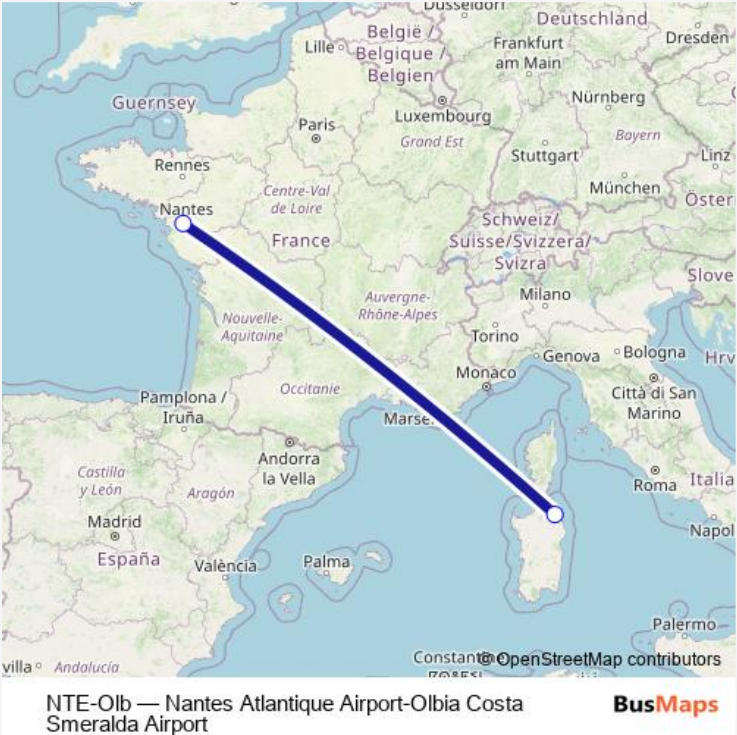 Düsseldorf
Deutschland
België /
Belgique /
Belgien
Lille
Frankfurt
am Main
Dresden
Guernsey
Luxembourg
Nürnberg
Paris
Grand Est
Bayern
Rennes
Stuttgart
Linz
Centre-Val
de Loire
München
Nantes
Öster
Schweiz/
Suisse/Svizzera/
Svizra
France
Slove
Auvergne-
Rhône-Alpes
Milano
Nouvelle-
Aquitaine
Torino
Genova
Bologna
Hrv
Monaco
Occitanie
Pamplona /
Iruña
Città di San
Marino
Marse
Andorra
la Vella
Castilla
y León
Aragón
Roma
Italia
Madrid
Napol
España
València
Palma
Palermo
villa
Andalucía
Constantine
© OpenStreetMap contributors
NTE-Olb — Nantes Atlantique Airport-Olbia Costa
Smeralda Airport
BusMaps